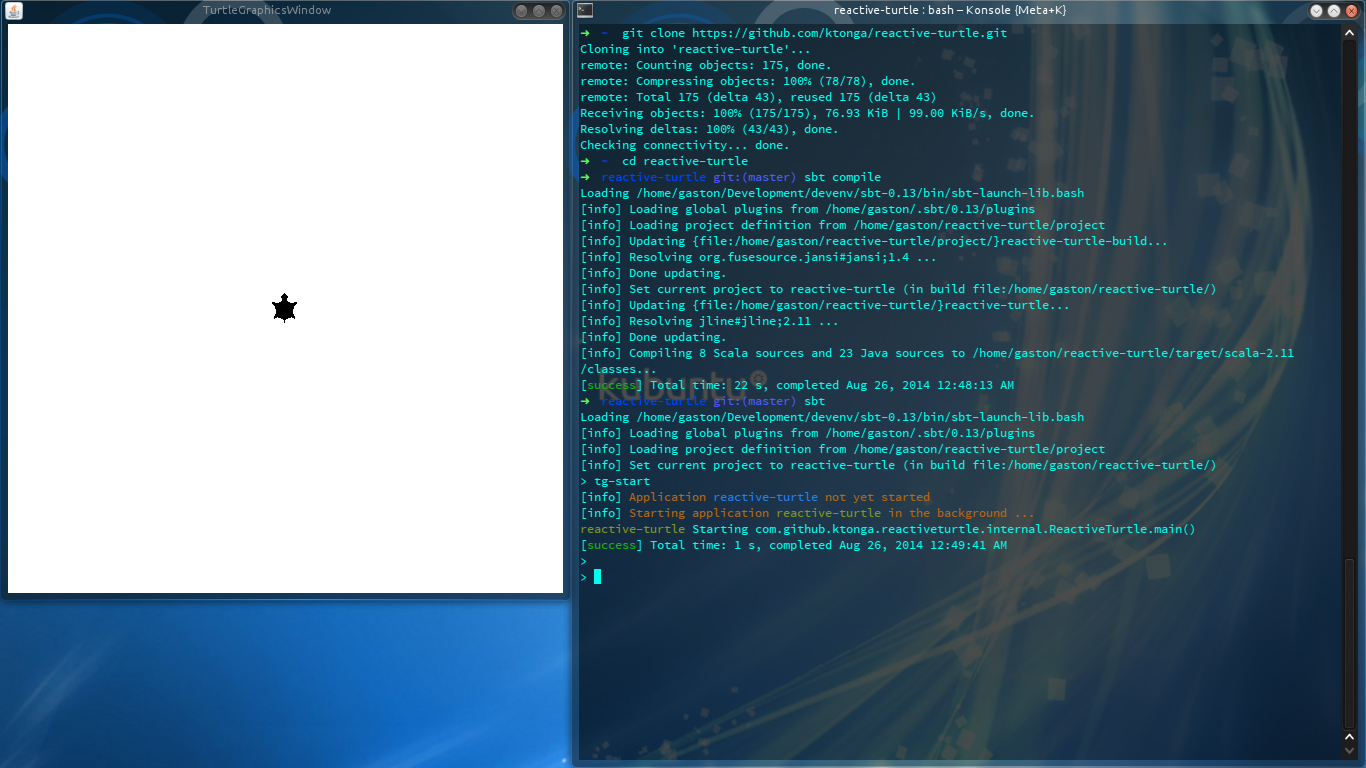 TurtleGraphicsWindow
reactive-turtle : bash – Konsole {Meta+K}
➜ ~ git clone https://github.com/ktonga/reactive-turtle.git
Cloning into 'reactive-turtle'...
remote: Counting objects: 175, done.
remote: Compressing objects: 100% (78/78), done.
remote: Total 175 (delta 43), reused 175 (delta 43)
Receiving objects: 100% (175/175), 76.93 KiB | 99.00 KiB/s, done.
Resolving deltas: 100% (43/43), done.
Checking connectivity... done.
➜ ~ cd reactive-turtle
➜ reactive-turtle git:(master) sbt compile
Loading /home/gaston/Development/devenv/sbt-0.13/bin/sbt-launch-lib.bash
[info] Loading global plugins from /home/gaston/.sbt/0.13/plugins
[info] Loading project definition from /home/gaston/reactive-turtle/project
[info] Updating {file:/home/gaston/reactive-turtle/project/}reactive-turtle-build...
[info] Resolving org.fusesource.jansi#jansi;1.4 ...
[info] Done updating.
[info] Set current project to reactive-turtle (in build file:/home/gaston/reactive-turtle/)
[info] Updating {file:/home/gaston/reactive-turtle/}reactive-turtle...
[info] Resolving jline#jline;2.11 ...
[info] Done updating.
[info] Compiling 8 Scala sources and 23 Java sources to /home/gaston/reactive-turtle/target/scala-2.11
/classes...
kubuntu
[success] Total time: 22 s, completed Aug 26, 2014 12:48:13 AM
➜ reactive-turtle git:(master) sbt
Loading /home/gaston/Development/devenv/sbt-0.13/bin/sbt-launch-lib.bash
[info] Loading global plugins from /home/gaston/.sbt/0.13/plugins
[info] Loading project definition from /home/gaston/reactive-turtle/project
[info] Set current project to reactive-turtle (in build file:/home/gaston/reactive-turtle/)
> tg-start
[info] Application reactive-turtle not yet started
[info] Starting application reactive-turtle in the background ...
reactive-turtle Starting com.github.ktonga.reactiveturtle.internal.ReactiveTurtle.main()
[success] Total time: 1 s, completed Aug 26, 2014 12:49:41 AM
>
>